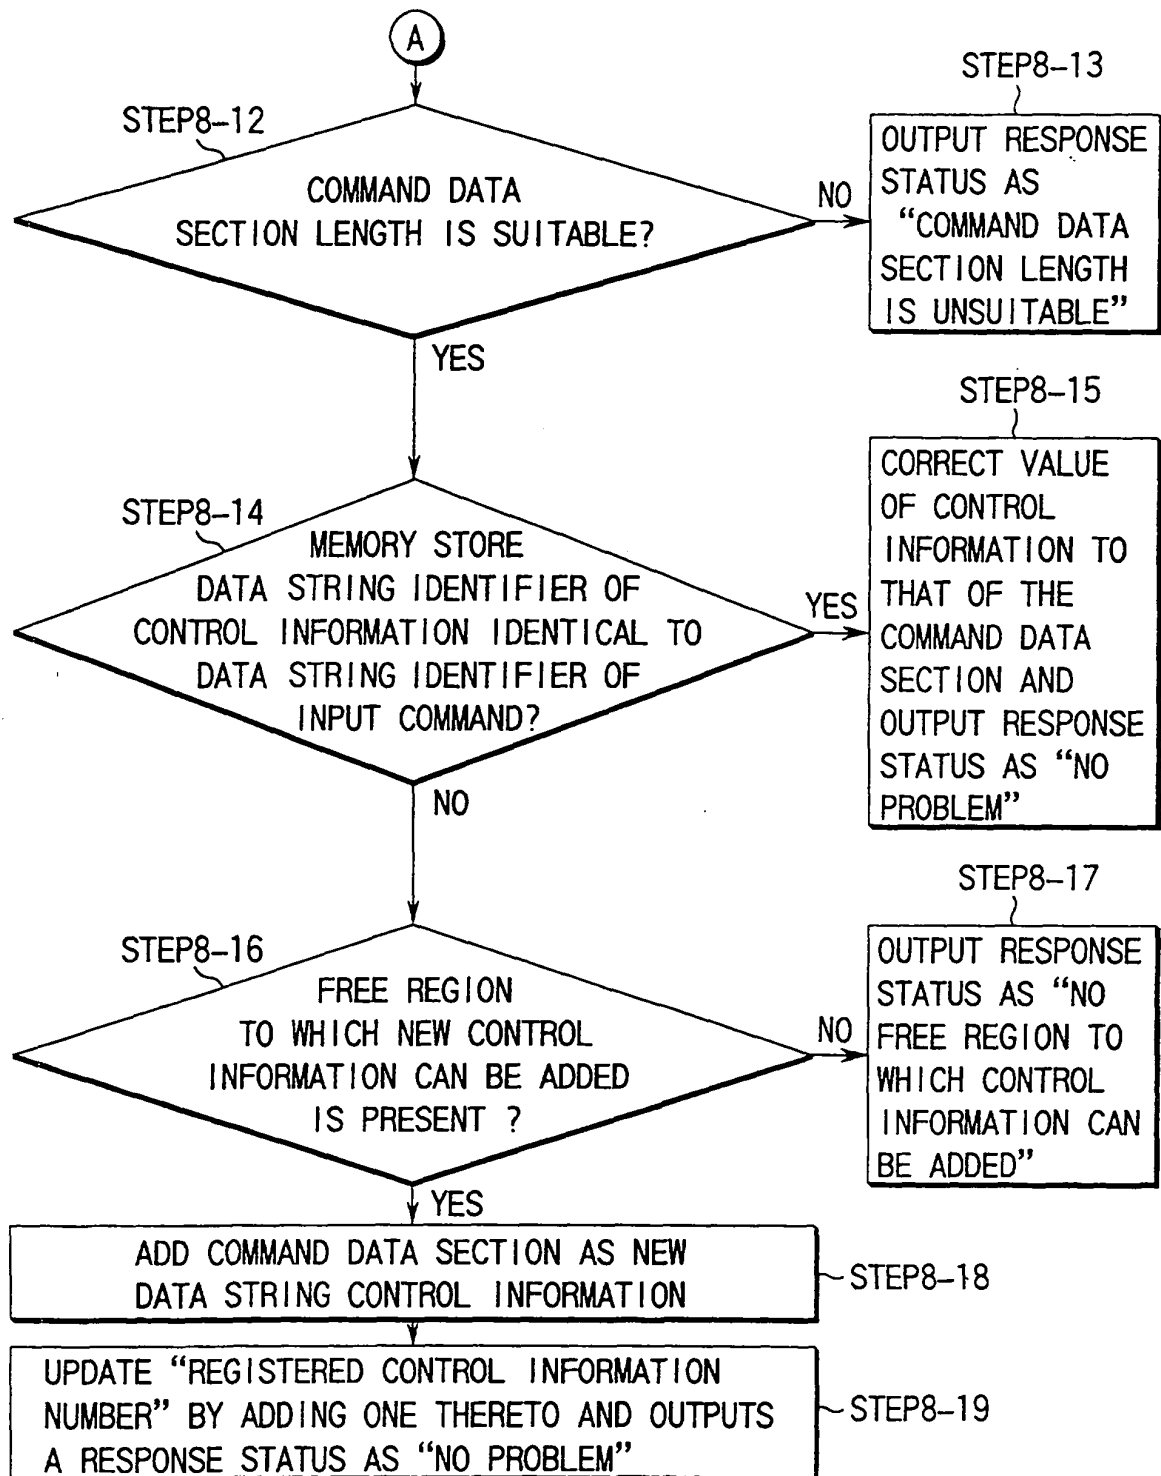 A
STEP8-12
COMMAND DATA
SECTION LENGTH IS SUITABLE?
NO
YES
STEP8-13
OUTPUT RESPONSE
STATUS AS
“COMMAND DATA
SECTION LENGTH
IS UNSUITABLE”
STEP8-14
MEMORY STORE
DATA STRING IDENTIFIER OF
CONTROL INFORMATION IDENTICAL TO
DATA STRING IDENTIFIER OF
INPUT COMMAND?
YES
NO
STEP8-15
CORRECT VALUE
OF CONTROL
INFORMATION TO
THAT OF THE
COMMAND DATA
SECTION AND
OUTPUT RESPONSE
STATUS AS “NO
PROBLEM”
STEP8-16
FREE REGION
TO WHICH NEW CONTROL
INFORMATION CAN BE ADDED
IS PRESENT ?
NO
YES
STEP8-17
OUTPUT RESPONSE
STATUS AS “NO
FREE REGION TO
WHICH CONTROL
INFORMATION CAN
BE ADDED”
ADD COMMAND DATA SECTION AS NEW
DATA STRING CONTROL INFORMATION
STEP8-18
UPDATE “REGISTERED CONTROL INFORMATION
NUMBER” BY ADDING ONE THERETO AND OUTPUTS
A RESPONSE STATUS AS “NO PROBLEM”
STEP8-19